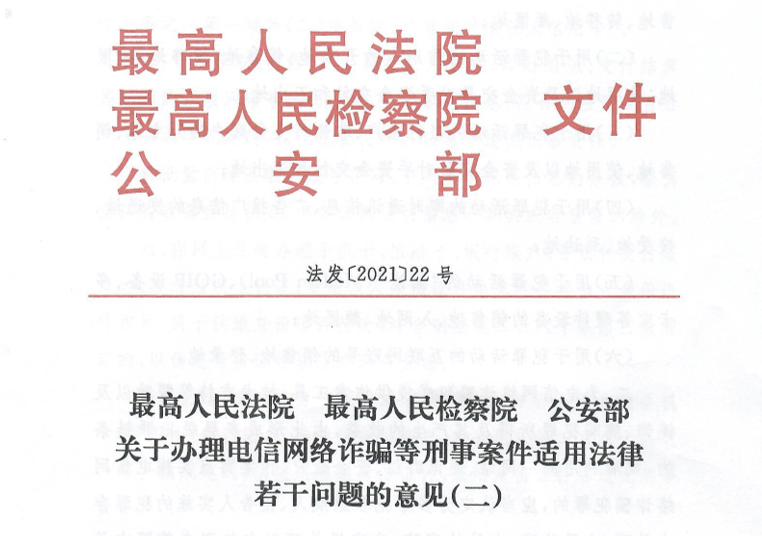 最高人民法院
最高人民检察院 文件
公安部
法发〔2021〕22号
最高人民法院 最高人民检察院 公安部
关于办理电信网络诈骗等刑事案件适用法律
若干问题的意见(一)